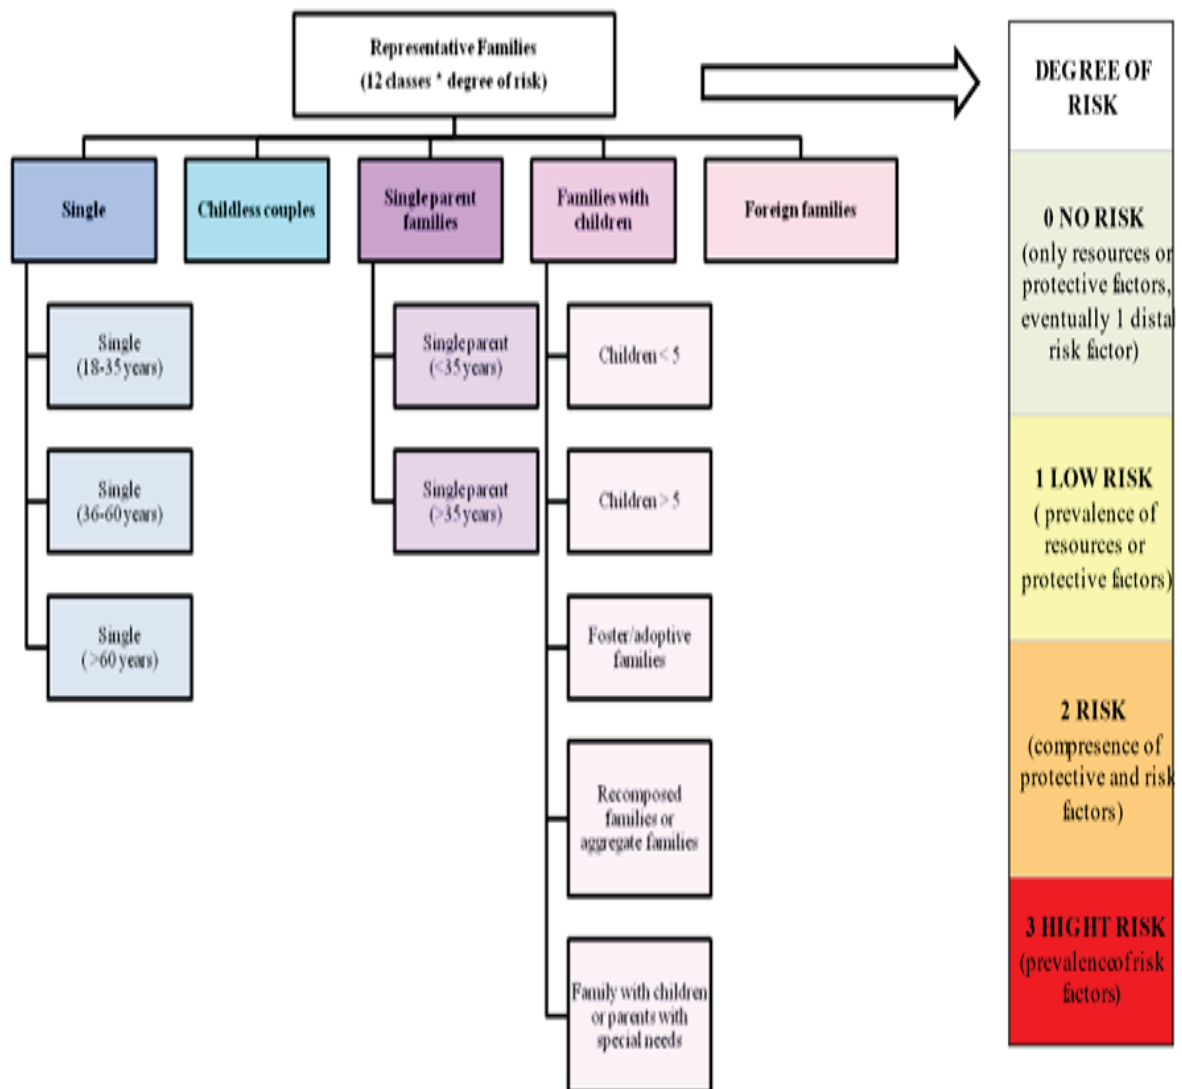 Representative Families
(12 classes * degree of risk)
DEGREE OF
RISK
Single
Childless couples
Single parent
families
Families with
children
Foreign families
Single
(18-35 years)
Single
(36-60 years)
Single
( >60 years)
Single parent
(<35 years)
Single parent
(>35 years)
Children < 5
Children > 5
Foster/adoptive
families
Recomposed
families or
aggregate families
Family with children
or parents with
special needs
0 NO RISK
(only resources or
protective factors,
eventually 1 dista
risk factor)
1 LOW RISK
( prevalence of
resources or
protective factors)
2 RISK
(compresence of
protective and risk
factors)
3 HIGHT RISK
(prevalence of risk
factors)